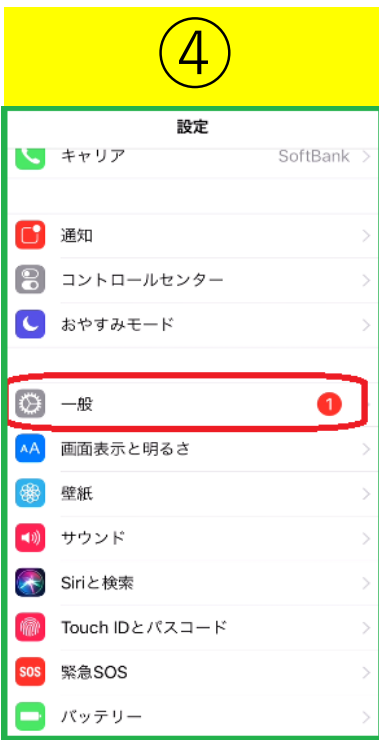 ④
設定
キャリア SoftBank
通知
コントロールセンター
おやすみモード
一般 1
AA 画面表示と明るさ
壁紙
サウンド
Siriと検索
Touch IDとパスコード
SOS 緊急SOS
バッテリー